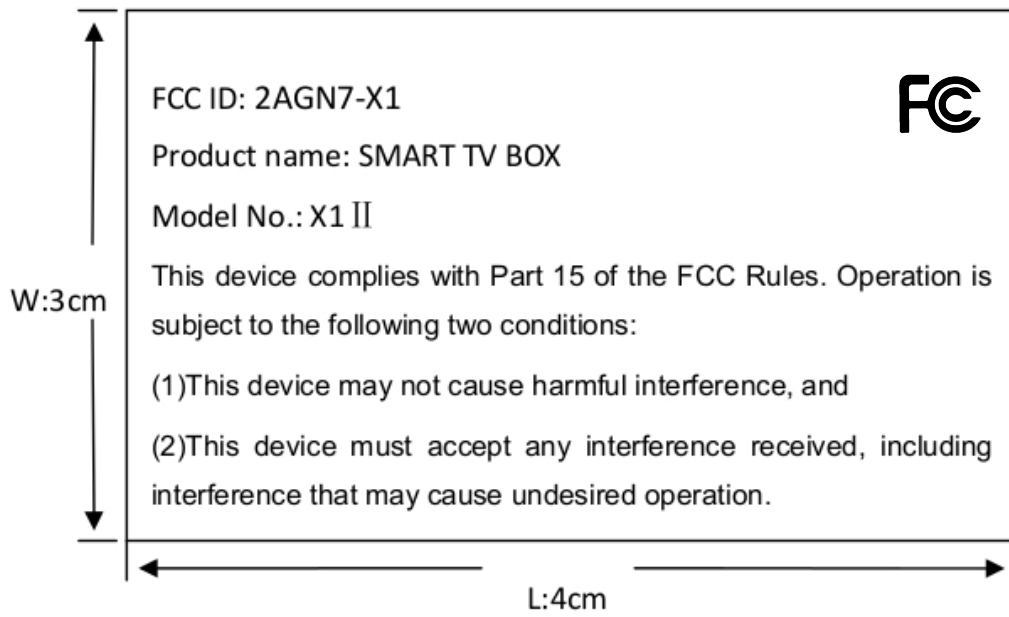 FCC ID: 2AGN7-X1
FC
Product name: SMART TV BOX
Model No.: X1 Ⅱ
This device complies with Part 15 of the FCC Rules. Operation is
subject to the following two conditions:
(1)This device may not cause harmful interference, and
(2)This device must accept any interference received, including
interference that may cause undesired operation.
W:3cm
L:4cm